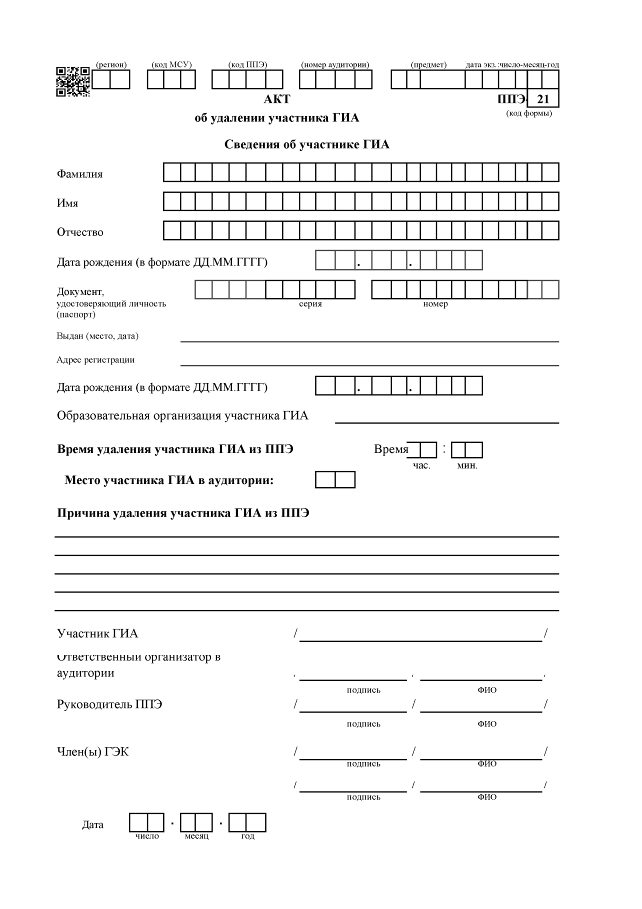 (регион) (код МСУ) (код ППЭ) (номер аудитории) (предмет) дата экз.:число-месяц-год
АКТ ППЭ 21
об удалении участника ГИА (код формы)
Сведения об участнике ГИА
Фамилия
Имя
Отчество
Дата рождения (в формате ДД.ММ.ГГГГ) . .
Документ,
удостоверяющий личность серия номер
(паспорт)
Выдан (место, дата)
Адрес регистрации
Дата рождения (в формате ДД.ММ.ГГГГ) . .
Образовательная организация участника ГИА
Время удаления участника ГИА из ППЭ Время :
час. мин.
Место участника ГИА в аудитории:
Причина удаления участника ГИА из ППЭ
Участник ГИА / /
Ответственный организатор в
аудитории
подпись ФИО
Руководитель ППЭ / / /
подпись ФИО
Член(ы) ГЭК / / /
подпись ФИО
/ / /
подпись ФИО
Дата . .
число месяц год